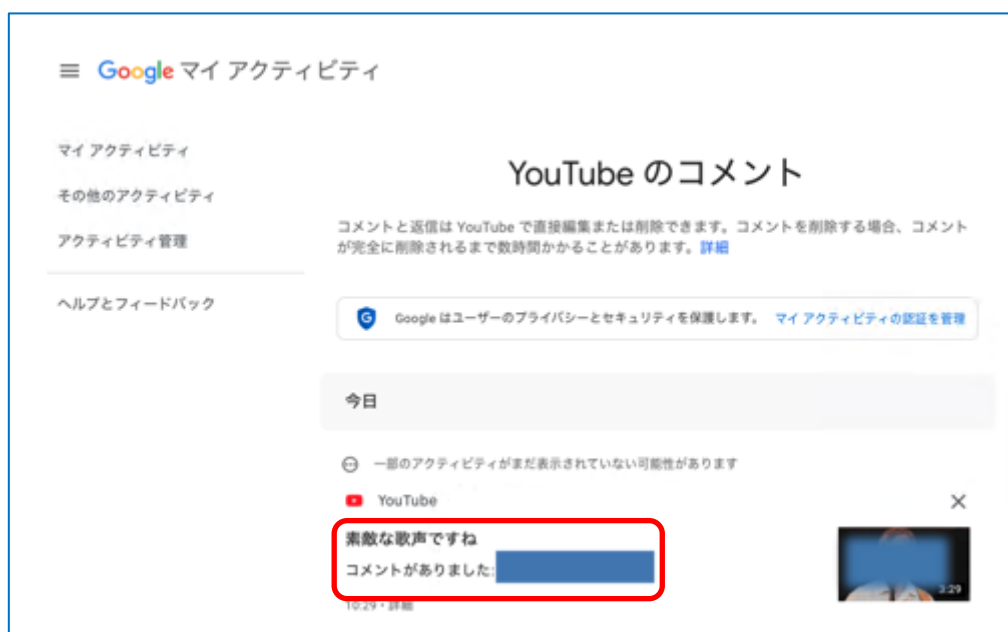 Google マイ アクティビティ
マイ アクティビティ
その他のアクティビティ
アクティビティ管理
ヘルプとフィードバック
YouTube のコメント
コメントと返信は YouTube で直接編集または削除できます。コメントを削除する場合、コメント
が完全に削除されるまで数時間かかることがあります。詳細
G
Google はユーザーのプライバシーとセキュリティを保護します。 マイ アクティビティの認証を管理
今日
一部のアクティビティがまだ表示されていない可能性があります
YouTube
素敵な歌声ですね
コメントがありました:
10:29・詳細
3:29